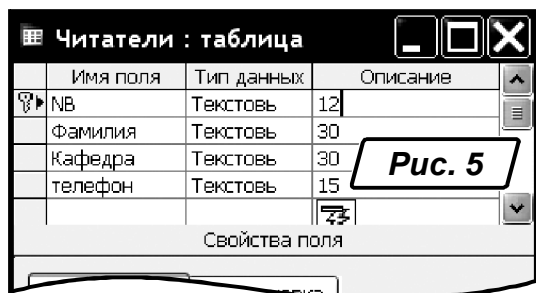 Читатели : таблица
Имя поля Тип данных Описание
NB Текстовь 12
Фамилия Текстовь 30
Кафедра Текстовь 30
телефон Текстовь 15
Рис. 5
Свойства поля